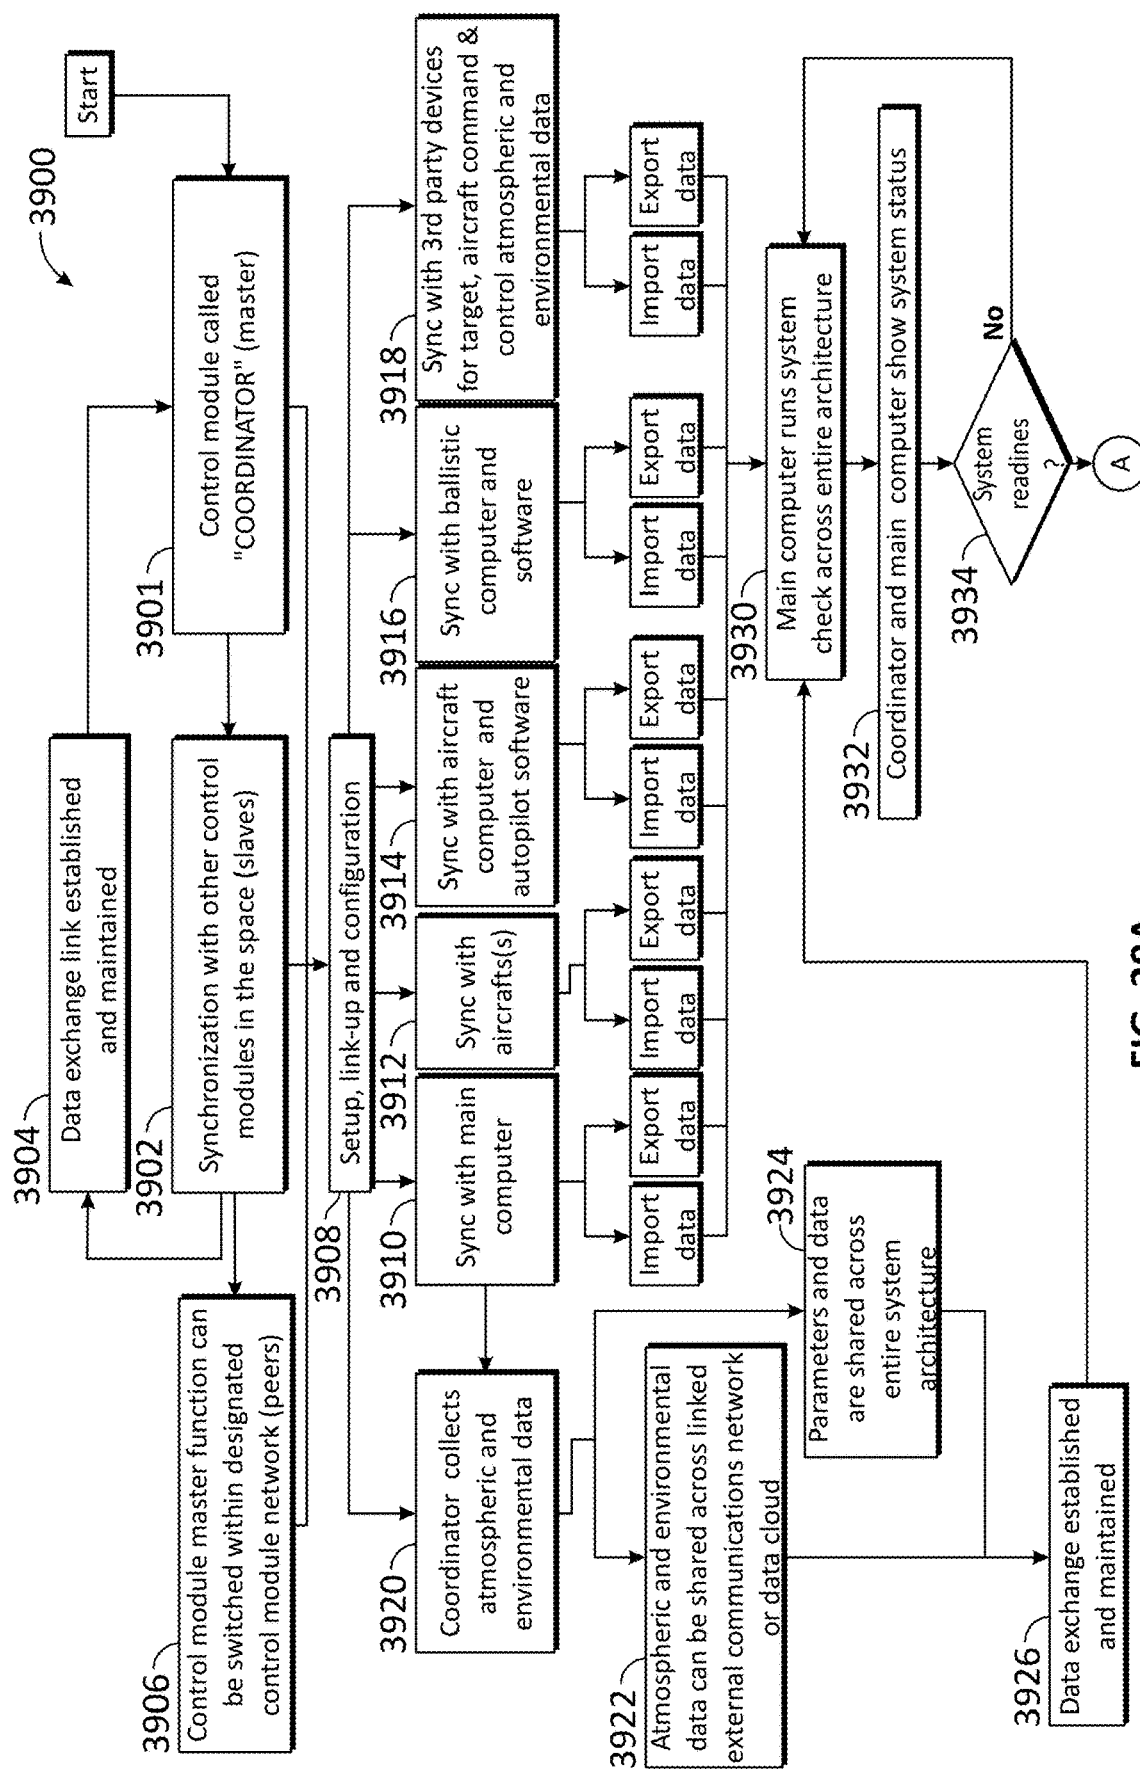 3900
Start
3901
Control module called
"COORDINATOR" (master)
3904
Data exchange link established
and maintained
3902
Synchronization with other control
modules in the space (slaves)
3906
Control module master function can
be switched within designated
control module network (peers)
3908
Setup, link-up and configuration
3910
Sync with main
computer
3912
Sync with
aircrafts(s)
3914
Sync with aircraft
computer and
autopilot software
3916
Sync with ballistic
computer and
software
3918
Sync with 3rd party devices
for target, aircraft command &
control atmospheric and
environmental data
3920
Coordinator collects
atmospheric and
environmental data
Import
data
Export
data
Import
data
Export
data
Import
data
Export
data
Import
data
Export
data
Import
data
Export
data
3922
Atmospheric and environmental
data can be shared across linked
external communications network
or data cloud
3924
Parameters and data
are shared across
entire system
architecture
3926
Data exchange established
and maintained
3930
Main computer runs system
check across entire architecture
3932
Coordinator and main computer show system status
3934
System
readines
?
No
A